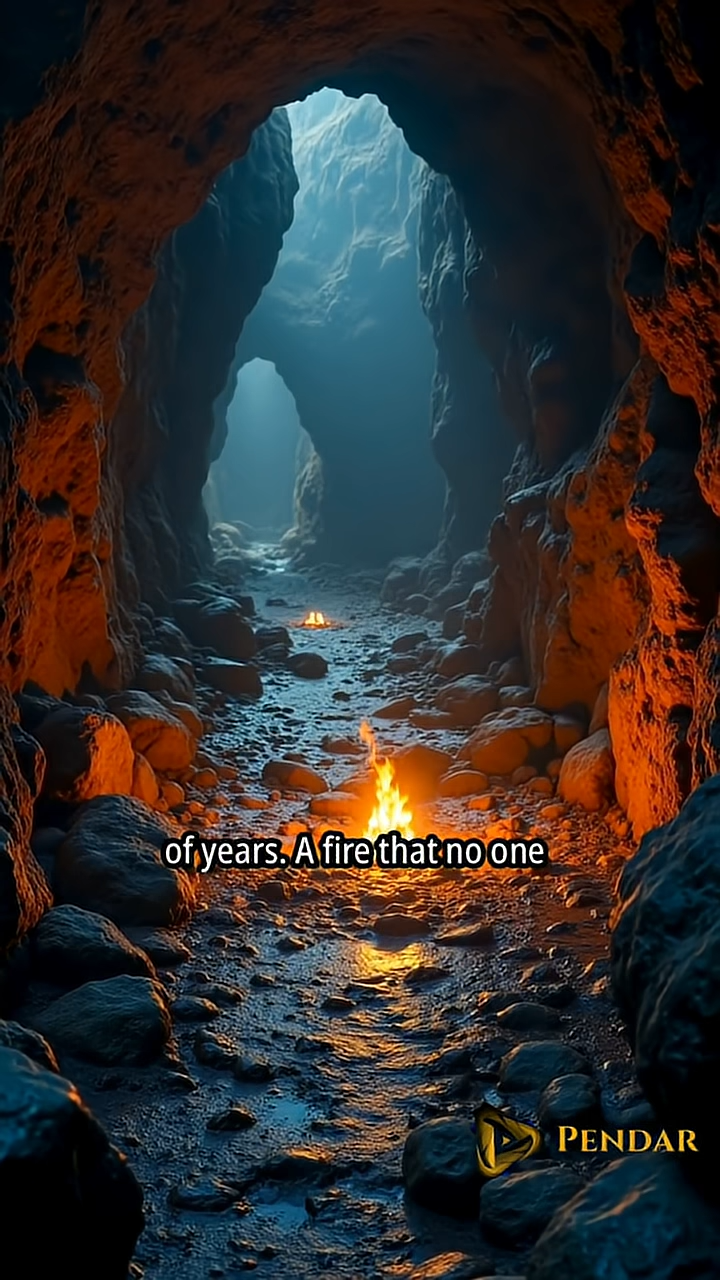 of years. A fire that no one
PENDAR